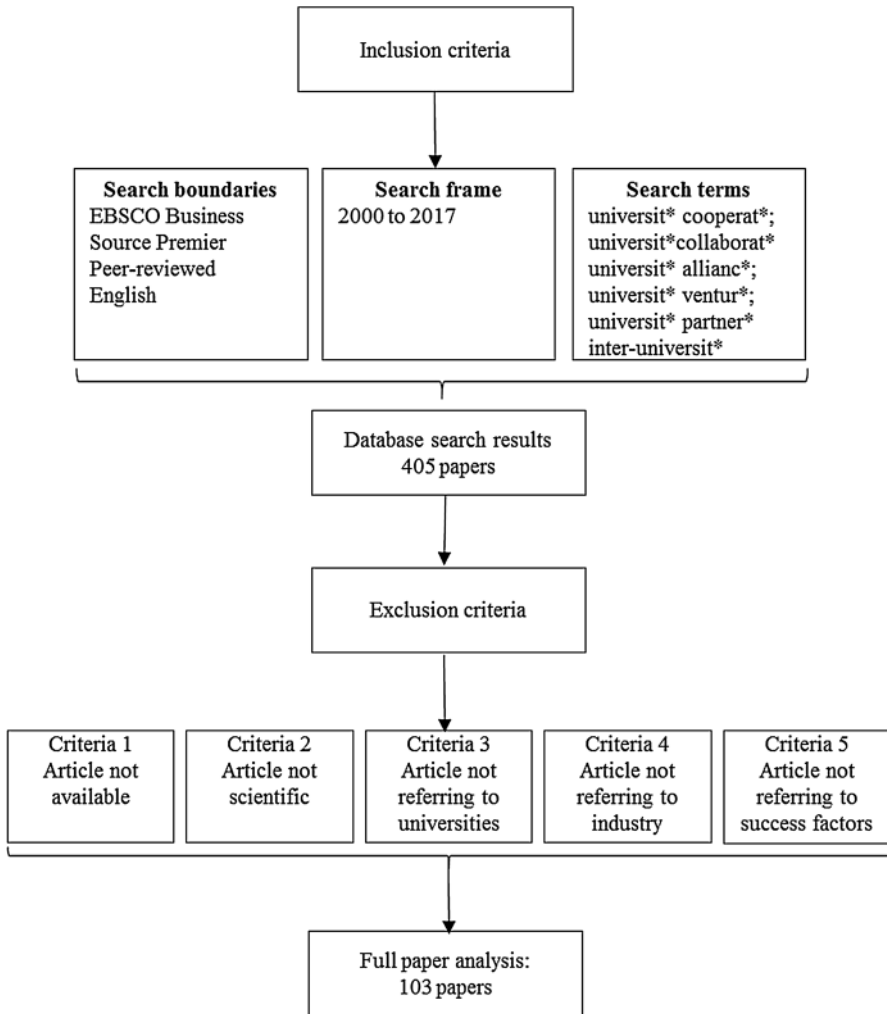 Inclusion criteria
Search boundaries
EBSCO Business
Source Premier
Peer-reviewed
English
Search frame
2000 to 2017
Search terms
universit* cooperat*;
universit*collaborat*
universit* allianc*;
universit* ventur*;
universit* partner*
inter-universit*
Database search results
405 papers
Exclusion criteria
Criteria 1
Article not
available
Criteria 2
Article not
scientific
Criteria 3
Article not
referring to
universities
Criteria 4
Article not
referring to
industry
Criteria 5
Article not
referring to
success factors
Full paper analysis:
103 papers